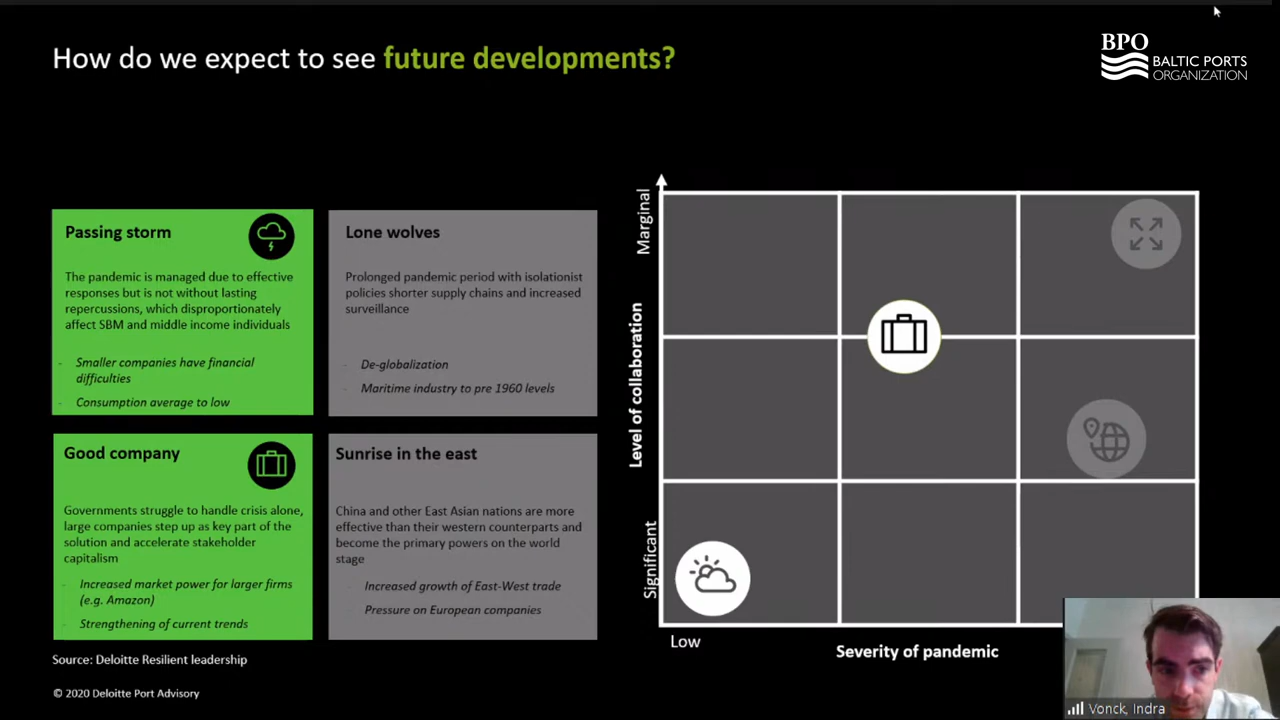 How do we expect to see future developments?
BPO
BALTIC PORTS
ORGANIZATION
Passing storm
The pandemic is managed due to effective
responses but is not without lasting
repercussions, which disproportionately
affect SBM and middle income individuals
- Smaller companies have financial
difficulties
- Consumption average to low
Lone wolves
Prolonged pandemic period with isolationist
policies shorter supply chains and increased
surveillance
- De-globalization
- Maritime industry to pre 1960 levels
Good company
Governments struggle to handle crisis alone,
large companies step up as key part of the
solution and accelerate stakeholder
capitalism
- Increased market power for larger firms
(e.g. Amazon)
- Strengthening of current trends
Sunrise in the east
China and other East Asian nations are more
effective than their western counterparts and
become the primary powers on the world
stage
- Increased growth of East-West trade
- Pressure on European companies
Marginal
Level of collaboration
Significant
Low
Severity of pandemic
Source: Deloitte Resilient leadership
© 2020 Deloitte Port Advisory
Vonck, Indra